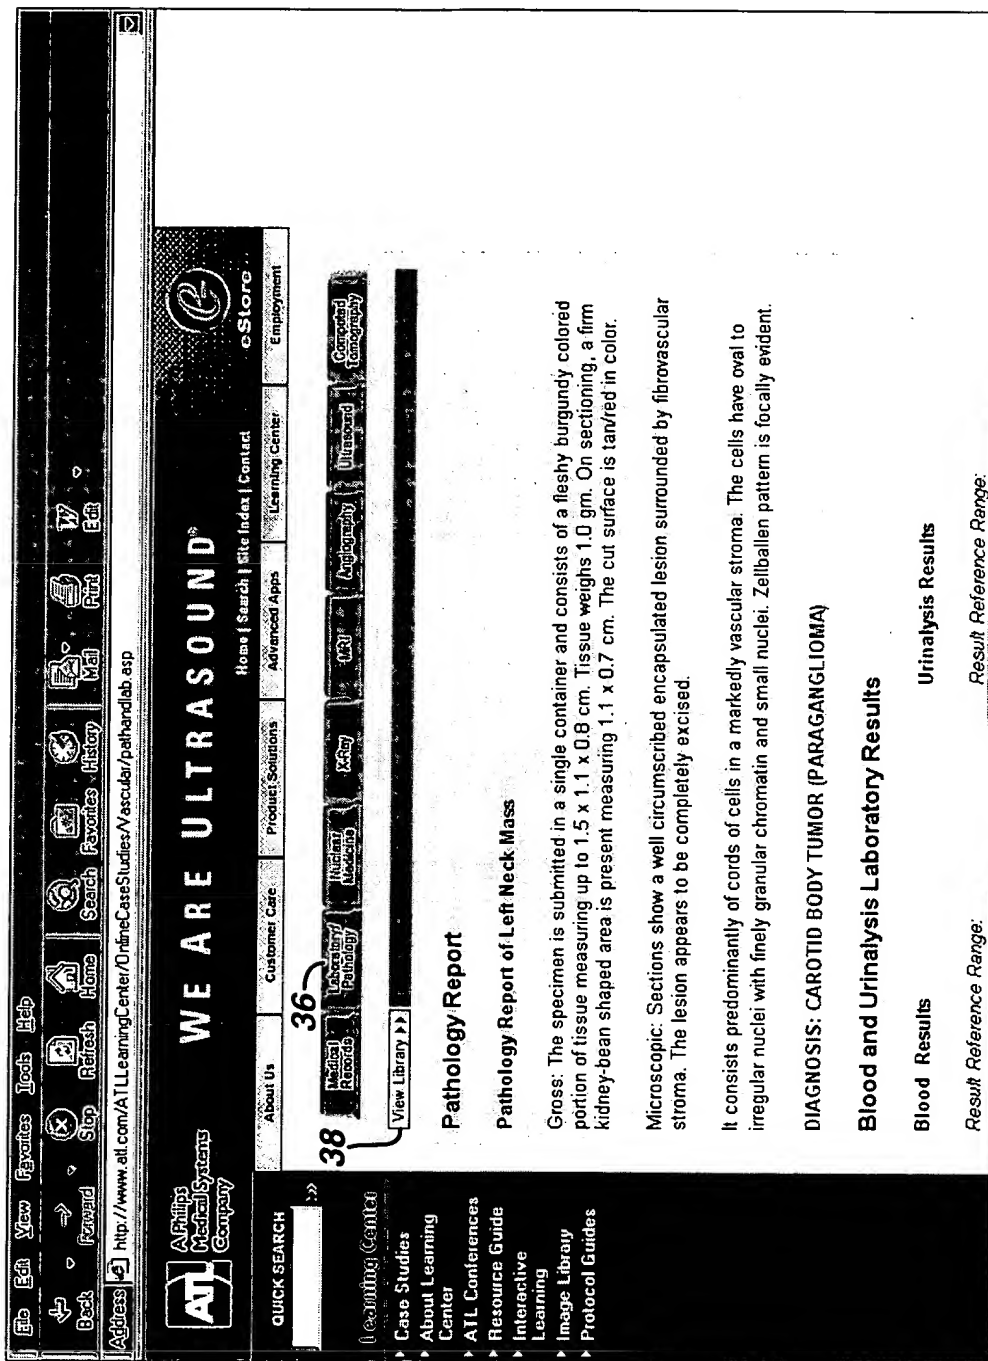 File Edit View Favorites Tools Help
Back Forward Stop Refresh Home Search Favorites History Mail Print Edit
Address http://www.atl.com/ATLLearningCenter/OnlineCaseStudies/Vascular/pathandlab.asp
ATL A Philips Medical Systems Company
WE ARE ULTRASOUND®
eStore
Home | Search | Site Index | Contact
About Us Customer Care Product Solutions Advanced Apps Learning Center Employment
QUICK SEARCH
Learning Center
Case Studies
About Learning
Center
ATL Conferences
Resource Guide
Interactive
Learning
Image Library
Protocol Guides
36
Medical Records Laboratory/Pathology Nuclear Medicine X-Ray MRI Angiography Ultrasound Computed Tomography
38
View Library >>
Pathology Report
Pathology Report of Left Neck Mass
Gross: The specimen is submitted in a single container and consists of a fleshy burgundy colored
portion of tissue measuring up to 1.5 x 1.1 x 0.8 cm. Tissue weighs 1.0 gm. On sectioning, a firm
kidney-bean shaped area is present measuring 1.1 x 0.7 cm. The cut surface is tan/red in color.
Microscopic: Sections show a well circumscribed encapsulated lesion surrounded by fibrovascular
stroma. The lesion appears to be completely excised.
It consists predominantly of cords of cells in a markedly vascular stroma. The cells have oval to
irregular nuclei with finely granular chromatin and small nuclei. Zellballen pattern is focally evident.
DIAGNOSIS: CAROTID BODY TUMOR (PARAGANGLIOMA)
Blood and Urinalysis Laboratory Results
Blood Results Urinalysis Results
Result Reference Range: Result Reference Range: